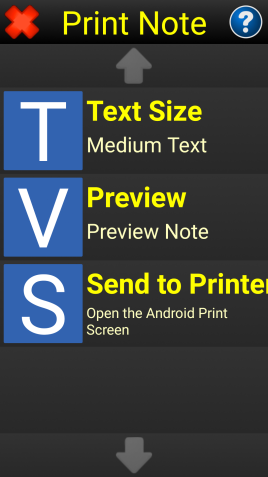 Print Note
?
T
Text Size
Medium Text
V
Preview
Preview Note
S
Send to Printer
Open the Android Print
Screen